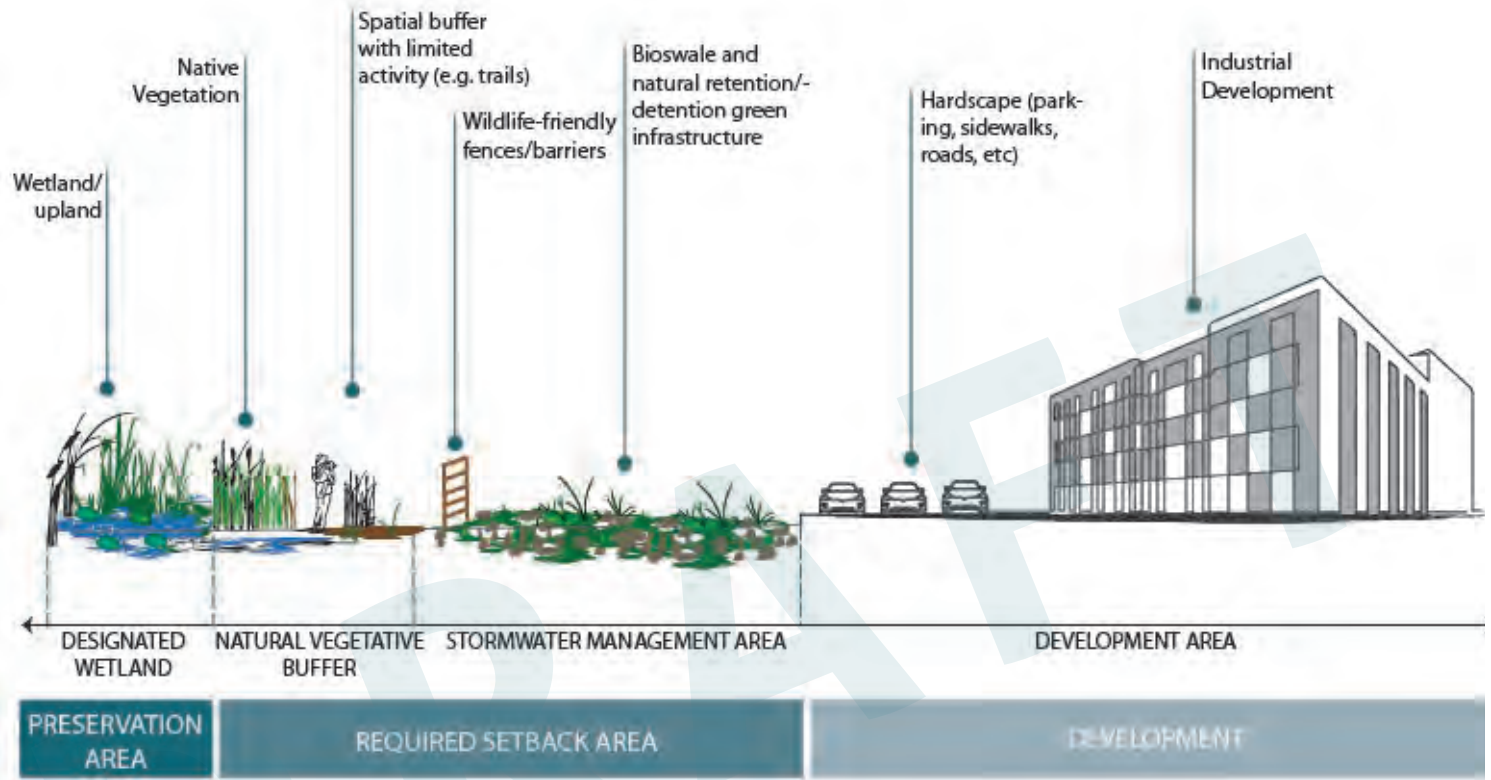 Wetland/
upland
Native
Vegetation
Spatial buffer
with limited
activity (e.g. trails)
Wildlife-friendly
fences/barriers
Bioswale and
natural retention/-
detention green
infrastructure
Hardscape (park-
ing, sidewalks,
roads, etc)
Industrial
Development
DESIGNATED
WETLAND
NATURAL VEGETATIVE
BUFFER
STORMWATER MANAGEMENT AREA
DEVELOPMENT AREA
PRESERVATION
AREA
REQUIRED SETBACK AREA
DEVELOPMENT
DRAFT